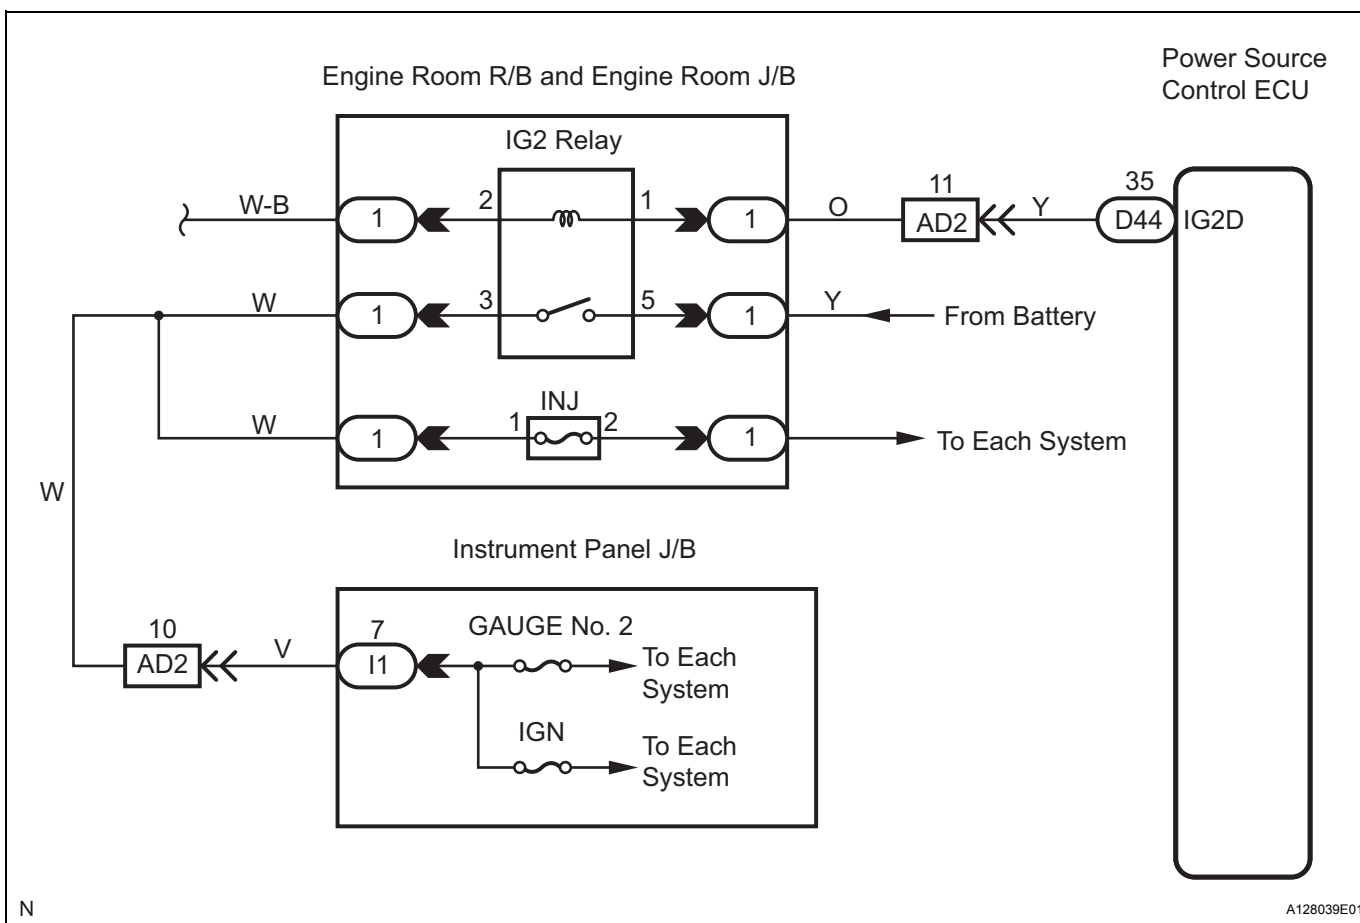 Power Source
Control ECU
Engine Room R/B and Engine Room J/B
IG2 Relay
W-B
1
2
1
1
O
11
AD2
Y
35
D44
IG2D
W
1
3
5
1
Y
From Battery
INJ
W
1
1
2
1
To Each System
W
Instrument Panel J/B
10
AD2
V
7
I1
GAUGE No. 2
To Each
System
IGN
To Each
System
N
A128039E01